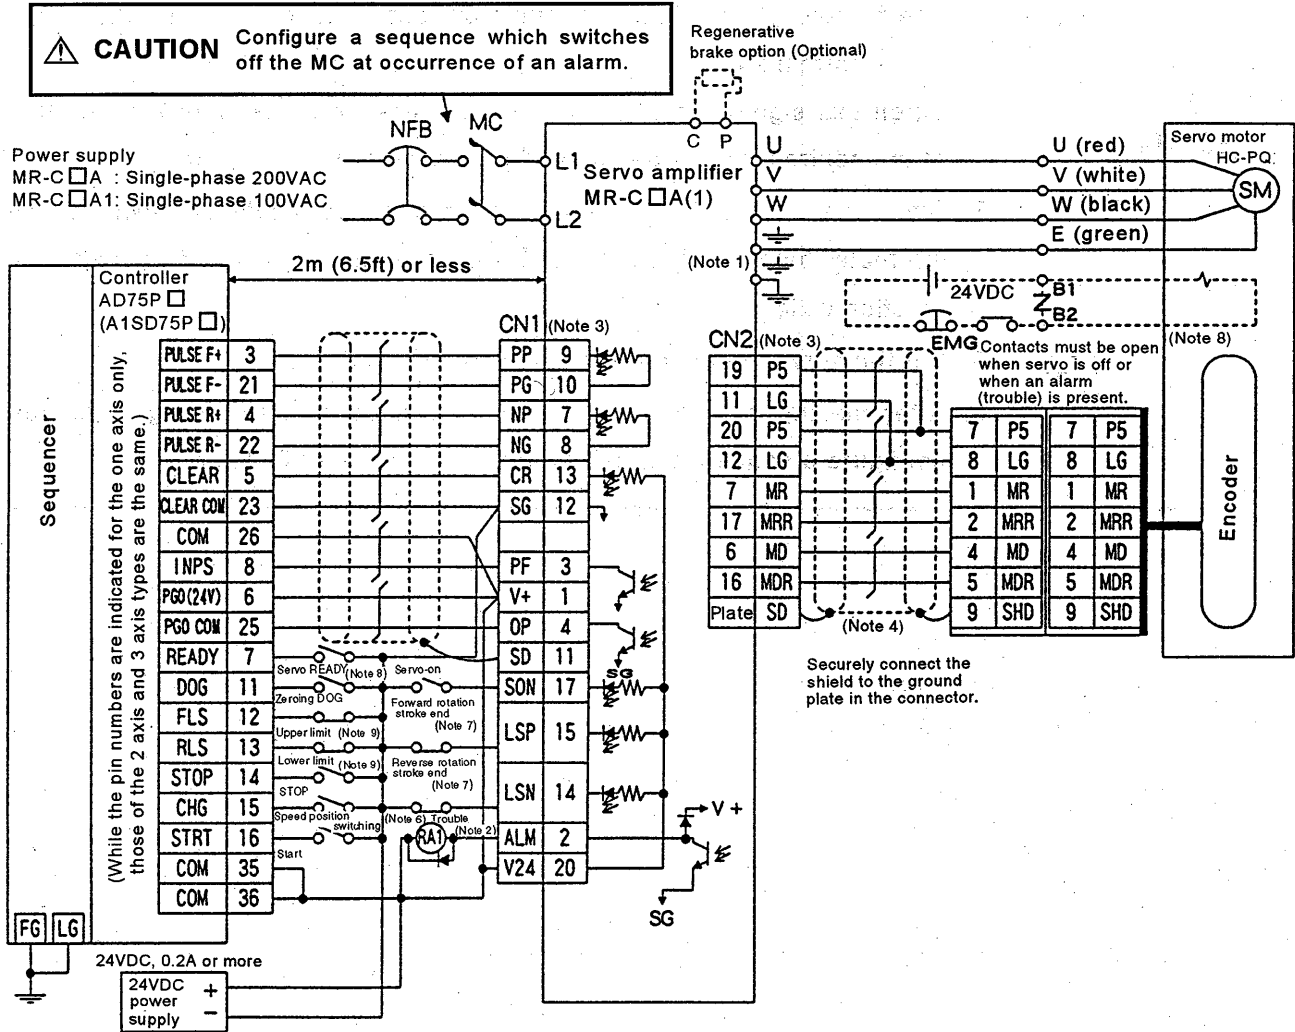 CAUTION
Configure a sequence which switches
off the MC at occurrence of an alarm.
Regenerative
brake option (Optional)
NFB
MC
C P
Power supply
MR-C□A : Single-phase 200VAC
MR-C□A1: Single-phase 100VAC
L1
L2
Servo amplifier
MR-C□A(1)
U
V
W
U (red)
V (white)
W (black)
E (green)
Servo motor
HC-PQ
SM
(Note 1)
24VDC
B1
B2
EMG
(Note 8)
Contacts must be open
when servo is off or
when an alarm
(trouble) is present.
2m (6.5ft) or less
Sequencer
Controller
AD75P□
(A1SD75P□)
(While the pin numbers are indicated for the one axis only,
those of the 2 axis and 3 axis types are the same.)
PULSE F+ 3
PULSE F- 21
PULSE R+ 4
PULSE R- 22
CLEAR 5
CLEAR COM 23
COM 26
INPS 8
PGO(24V) 6
PGO COM 25
READY 7
DOG 11
FLS 12
RLS 13
STOP 14
CHG 15
STRT 16
COM 35
COM 36
CN1 (Note 3)
PP 9
PG 10
NP 7
NG 8
CR 13
SG 12
PF 3
V+ 1
OP 4
SD 11
SON 17
LSP 15
LSN 14
ALM 2
V24 20
SG
V +
SG
Servo READY (Note 8)
Servo-on
Zeroing DOG
Forward rotation
stroke end
(Note 7)
Upper limit (Note 9)
Lower limit (Note 9)
Reverse rotation
stroke end
(Note 7)
STOP
Speed position
switching
(Note 6) Trouble
RA1
(Note 2)
Start
CN2 (Note 3)
19 P5
11 LG
20 P5
12 LG
7 MR
17 MRR
6 MD
16 MDR
Plate SD
(Note 4)
7 P5 7 P5
8 LG 8 LG
1 MR 1 MR
2 MRR 2 MRR
4 MD 4 MD
5 MDR 5 MDR
9 SHD 9 SHD
Encoder
Securely connect the
shield to the ground
plate in the connector.
FG LG
24VDC, 0.2A or more
24VDC
power
supply
+
−